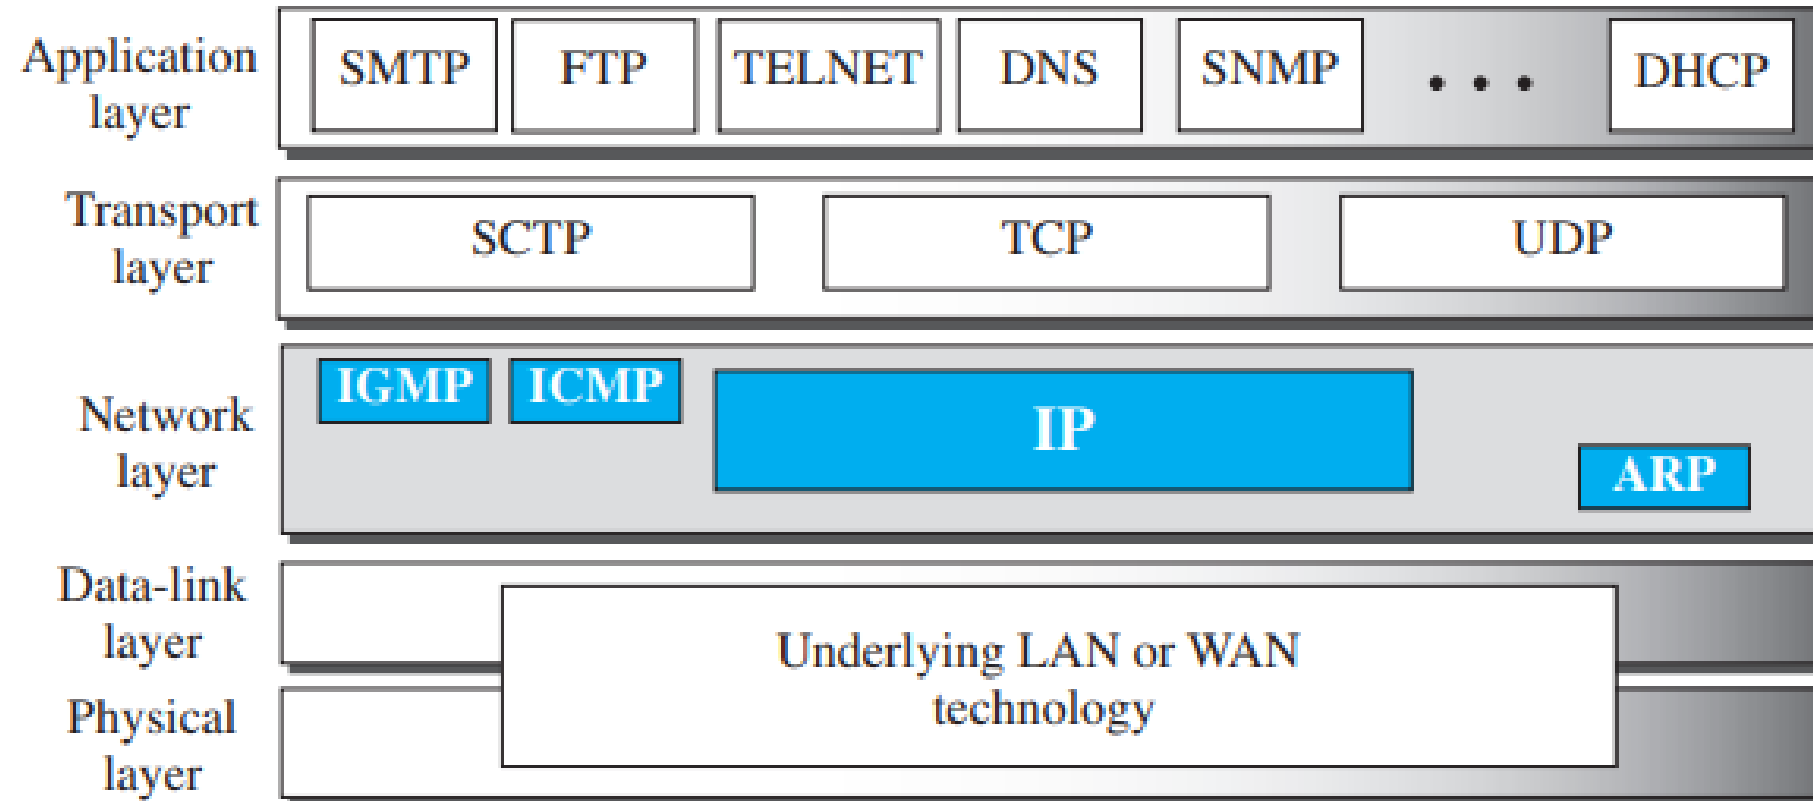 Application
layer
SMTP FTP TELNET DNS SNMP • • • DHCP
Transport
layer
SCTP TCP UDP
Network
layer
IGMP ICMP IP ARP
Data-link
layer
Physical
layer
Underlying LAN or WAN
technology